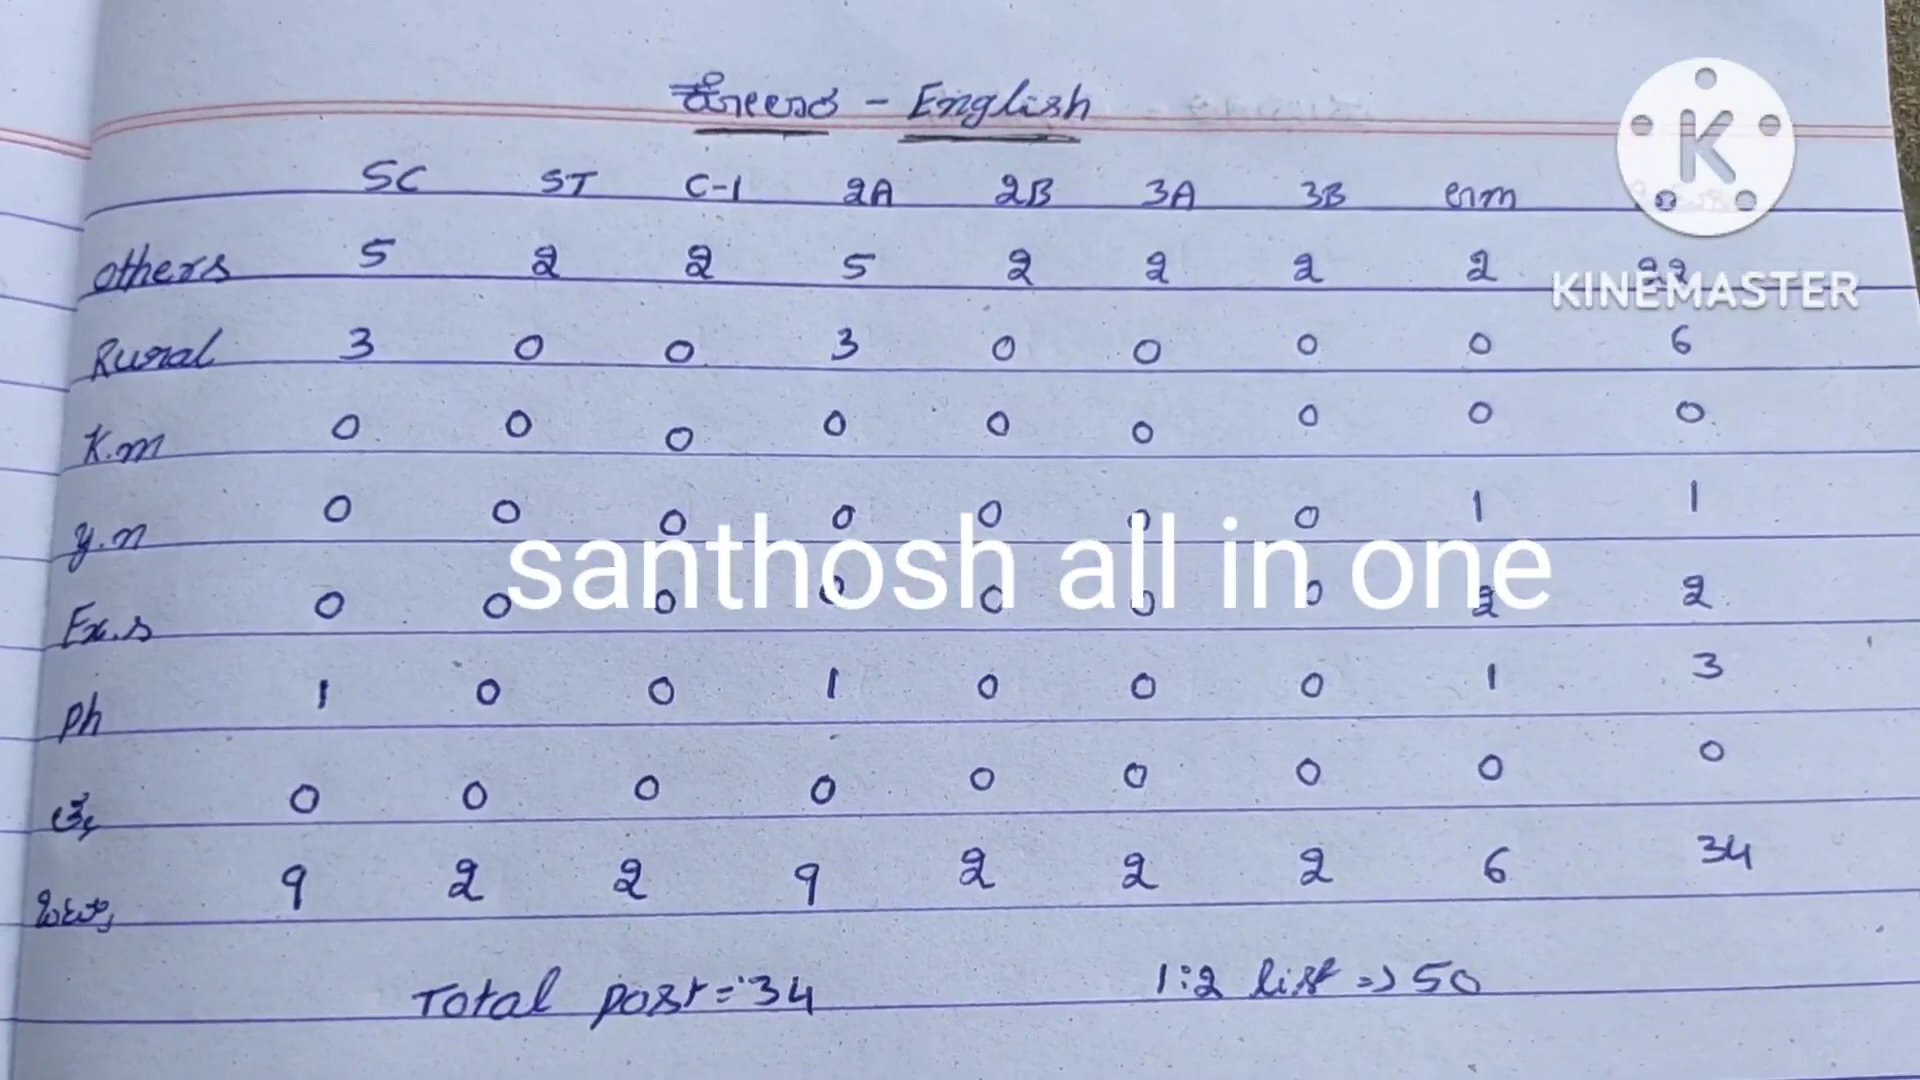 ಕೋಲಾರ - English
SC ST C-1 2A 2B 3A 3B GM
others 5 2 2 5 2 2 2 2 22
KINEMASTER
Rural 3 0 0 3 0 0 0 0 6
K.m 0 0 0 0 0 0 0 0 0
y.n 0 0 0 0 0 0 0 1 1
santhosh all in one
Ex.s 0 0 0 0 0 0 0 2 2
Ph 1 0 0 1 0 0 0 1 3
0 0 0 0 0 0 0 0 0
ಒಟ್ಟು 9 2 2 9 2 2 2 6 34
Total post = 34 1:2 list => 50